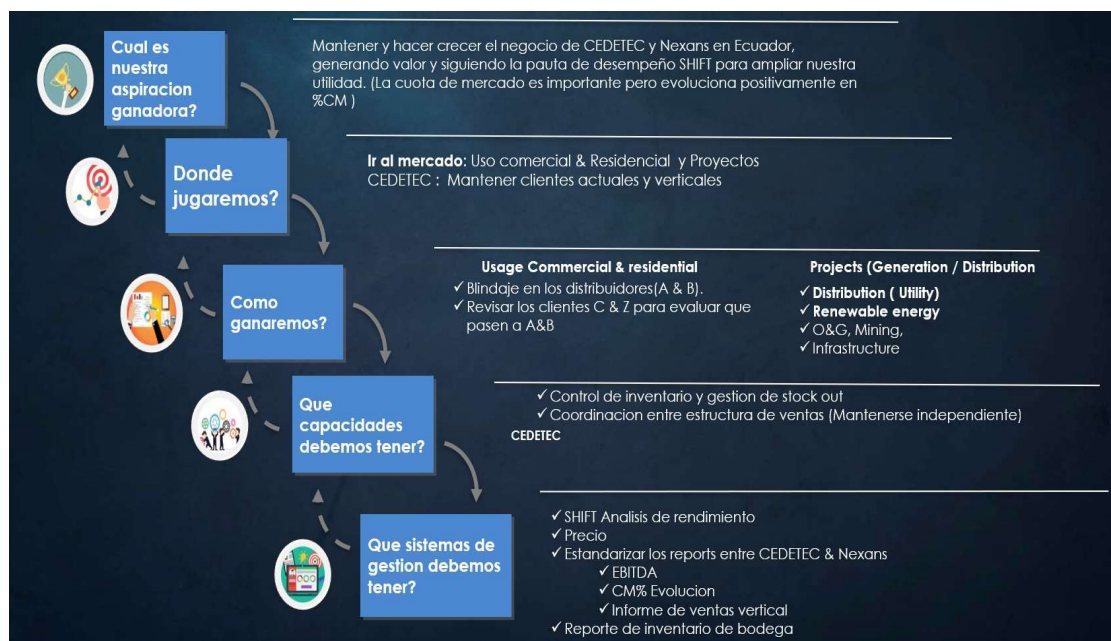 Cual es
nuestra
aspiracion
ganadora?
Mantener y hacer crecer el negocio de CEDETEC y Nexans en Ecuador,
generando valor y siguiendo la pauta de desempeño SHIFT para ampliar nuestra
utilidad. (La cuota de mercado es importante pero evoluciona positivamente en
%CM )
Donde
jugaremos?
Ir al mercado: Uso comercial & Residencial y Proyectos
CEDETEC : Mantener clientes actuales y verticales
Como
ganaremos?
Usage Commercial & residential
✓Blindaje en los distribuidores(A & B).
✓Revisar los clientes C & Z para evaluar que
pasen a A&B
Projects (Generation / Distribution
✓Distribution ( Utility)
✓Renewable energy
✓O&G, Mining,
✓Infrastructure
Que
capacidades
debemos tener?
✓Control de inventario y gestion de stock out
✓Coordinacion entre estructura de ventas (Mantenerse independiente)
CEDETEC
Que sistemas de
gestion debemos
tener?
✓SHIFT Analisis de rendimiento
✓Precio
✓Estandarizar los reports entre CEDETEC & Nexans
✓EBITDA
✓CM% Evolucion
✓Informe de ventas vertical
✓Reporte de inventario de bodega